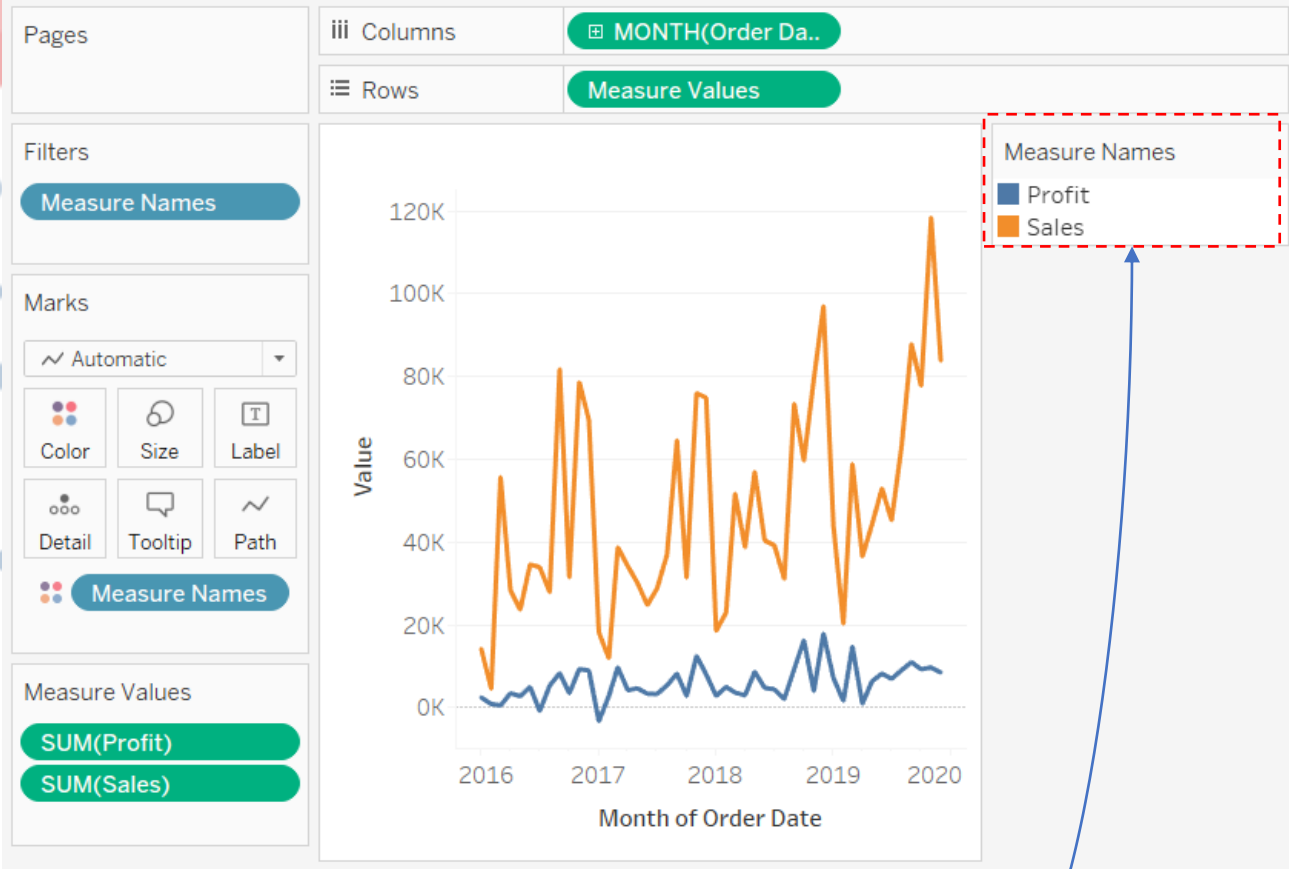 Pages
iii Columns
MONTH(Order Da..
Rows
Measure Values
Filters
Measure Names
Marks
Automatic
Color
Size
T
Label
Detail
Tooltip
Path
Measure Names
Measure Values
SUM(Profit)
SUM(Sales)
120K
100K
80K
60K
40K
20K
0K
Value
2016
2017
2018
2019
2020
Month of Order Date
Measure Names
Profit
Sales